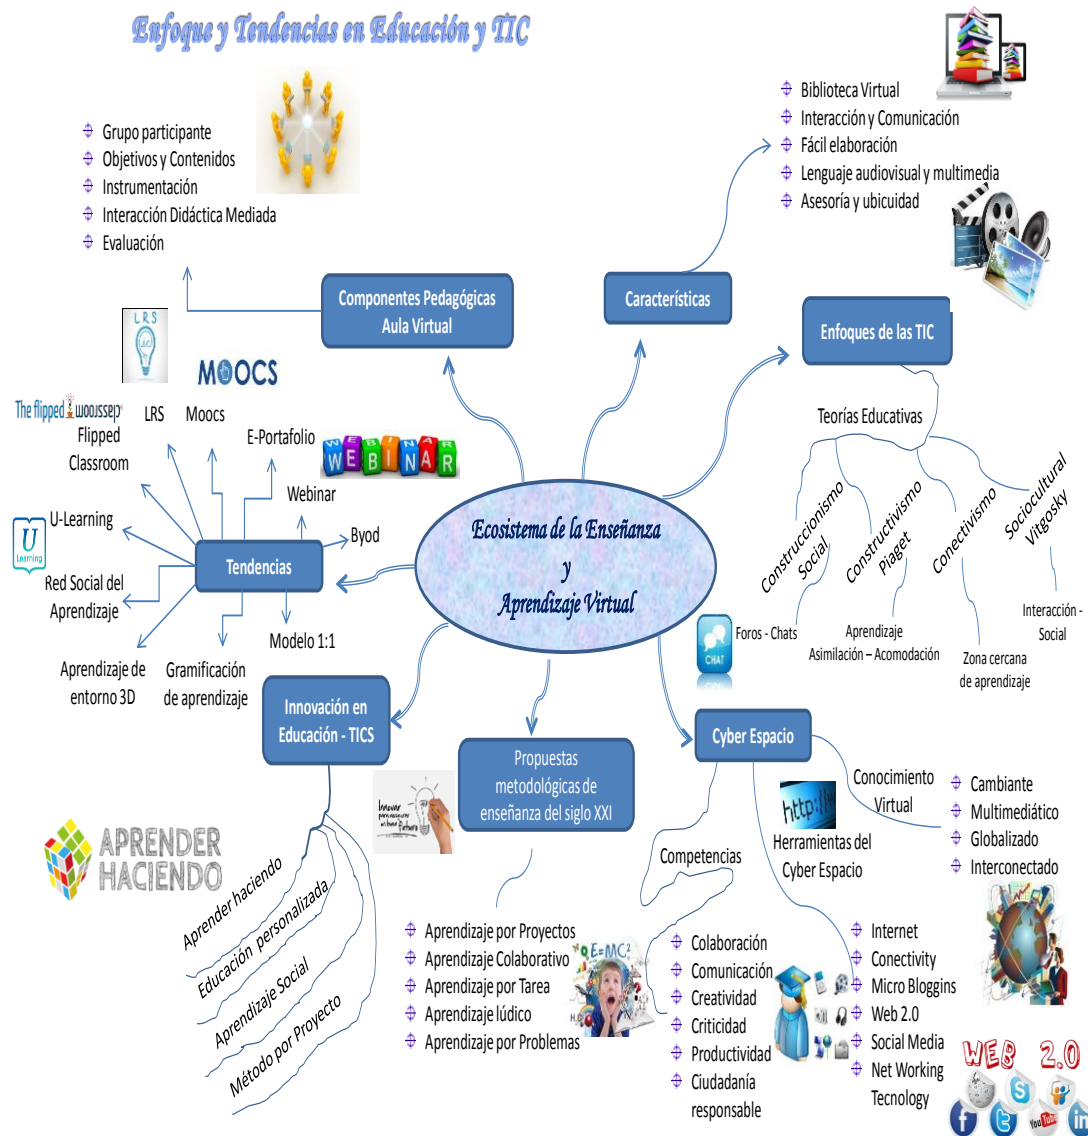 Enfoque y Tendencias en Educación y TIC
Grupo participante
Objetivos y Contenidos
Instrumentación
Interacción Didáctica Mediada
Evaluación
Biblioteca Virtual
Interacción y Comunicación
Fácil elaboración
Lenguaje audiovisual y multimedia
Asesoría y ubicuidad
Componentes Pedagógicas
Aula Virtual
Características
Enfoques de las TIC
LRS
MOOCS
The flipped classroom
LRS
Moocs
Flipped
Classroom
E-Portafolio
WEBINAR
WEBINAR
Webinar
Byod
U-Learning
U
Learning
Tendencias
Red Social del
Aprendizaje
Aprendizaje de
entorno 3D
Gramificación
de aprendizaje
Modelo 1:1
Ecosistema de la Enseñanza
y
Aprendizaje Virtual
Teorías Educativas
Construccionismo
Social
Constructivismo
Piaget
Conectivismo
Sociocultural
Vitgosky
Foros - Chats
CHAT
Aprendizaje
Asimilación – Acomodación
Zona cercana
de aprendizaje
Interacción -
Social
Innovación en
Educación - TICS
Propuestas
metodológicas de
enseñanza del siglo XXI
Cyber Espacio
Innovar
APRENDER
HACIENDO
Aprender haciendo
Educación personalizada
Aprendizaje Social
Método por Proyecto
Aprendizaje por Proyectos
Aprendizaje Colaborativo
Aprendizaje por Tarea
Aprendizaje lúdico
Aprendizaje por Problemas
E=MC²
Competencias
Colaboración
Comunicación
Creatividad
Criticidad
Productividad
Ciudadanía
responsable
http://w
Herramientas del
Cyber Espacio
Internet
Conectivity
Micro Bloggins
Web 2.0
Social Media
Net Working
Tecnology
Conocimiento
Virtual
Cambiante
Multimediático
Globalizado
Interconectado
WEB 2.0
You Tube
in